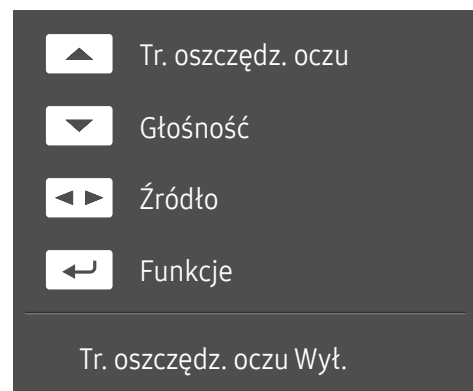 Tr. oszczędz. oczu
Głośność
Źródło
Funkcje
Tr. oszczędz. oczu Wył.